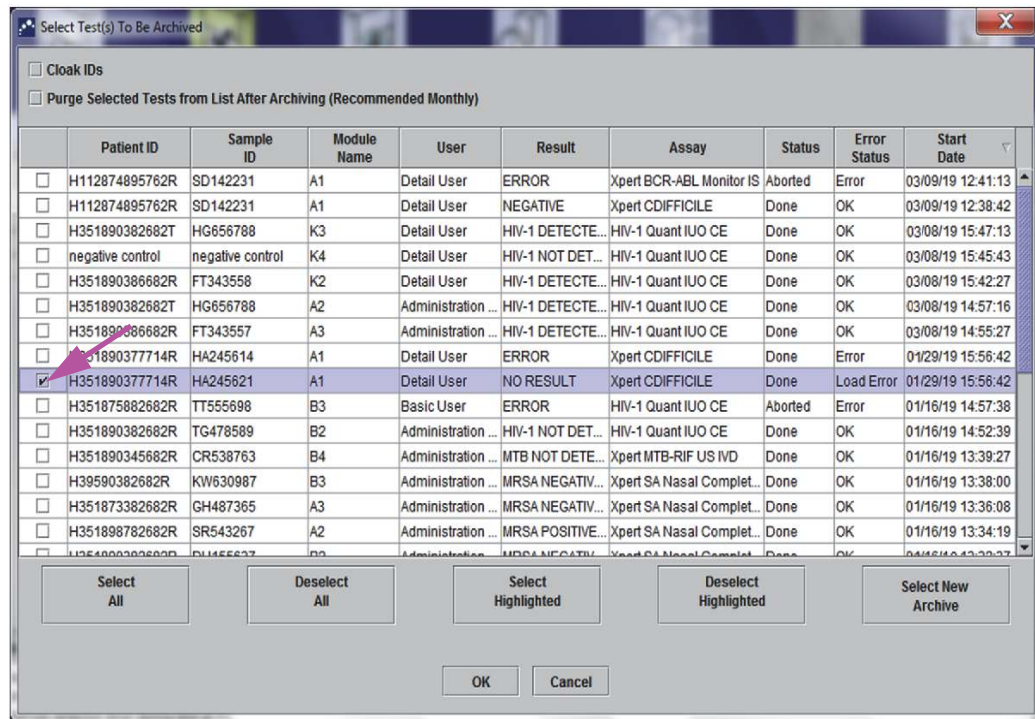 Select Test(s) To Be Archived
Cloak IDs
Purge Selected Tests from List After Archiving (Recommended Monthly)
Patient ID Sample ID Module Name User Result Assay Status Error Status Start Date
H112874895762R SD142231 A1 Detail User ERROR Xpert BCR-ABL Monitor IS Aborted Error 03/09/19 12:41:13
H112874895762R SD142231 A1 Detail User NEGATIVE Xpert CDIFFICILE Done OK 03/09/19 12:38:42
H351890382682T HG656788 K3 Detail User HIV-1 DETECTE... HIV-1 Quant IUO CE Done OK 03/08/19 15:47:13
negative control negative control K4 Detail User HIV-1 NOT DET... HIV-1 Quant IUO CE Done OK 03/08/19 15:45:43
H351890386682R FT343558 K2 Detail User HIV-1 DETECTE... HIV-1 Quant IUO CE Done OK 03/08/19 15:42:27
H351890382682T HG656788 A2 Administration ... HIV-1 DETECTE... HIV-1 Quant IUO CE Done OK 03/08/19 14:57:16
FT343557 A3 Administration ... HIV-1 DETECTE... HIV-1 Quant IUO CE Done OK 03/08/19 14:55:27
HA245614 A1 Detail User ERROR Xpert CDIFFICILE Done Error 01/29/19 15:56:42
H351890377714R HA245621 A1 Detail User NO RESULT Xpert CDIFFICILE Done Load Error 01/29/19 15:56:42
H351875882682R TT555698 B3 Basic User ERROR HIV-1 Quant IUO CE Aborted Error 01/16/19 14:57:38
H351890382682R TG478589 B2 Administration ... HIV-1 NOT DET... HIV-1 Quant IUO CE Done OK 01/16/19 14:52:39
H351890345682R CR538763 B4 Administration ... MTB NOT DETE... Xpert MTB-RIF US IVD Done OK 01/16/19 13:39:27
H39590382682R KW630987 B3 Administration ... MRSA NEGATIV... Xpert SA Nasal Complet... Done OK 01/16/19 13:38:00
H351873382682R GH487365 A3 Administration ... MRSA NEGATIV... Xpert SA Nasal Complet... Done OK 01/16/19 13:36:08
H351898782682R SR543267 A2 Administration ... MRSA POSITIVE... Xpert SA Nasal Complet... Done OK 01/16/19 13:34:19
Select All Deselect All Select Highlighted Deselect Highlighted Select New Archive
OK Cancel